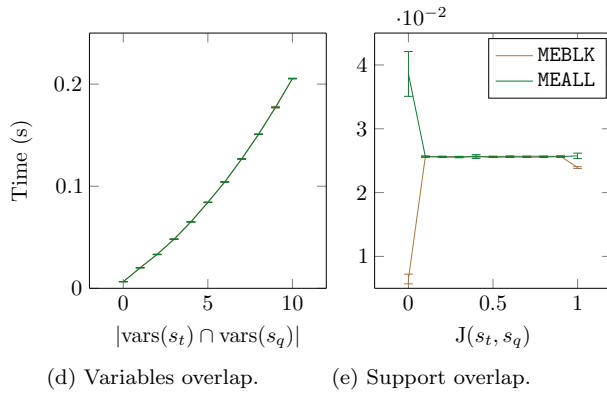 ·10⁻²
MEBLK
MEALL
0.2
0.1
0
Time (s)
4
3
2
1
0 5 10
0 0.5 1
|vars(sₜ) ∩ vars(s_q)|
J(sₜ, s_q)
(d) Variables overlap.
(e) Support overlap.